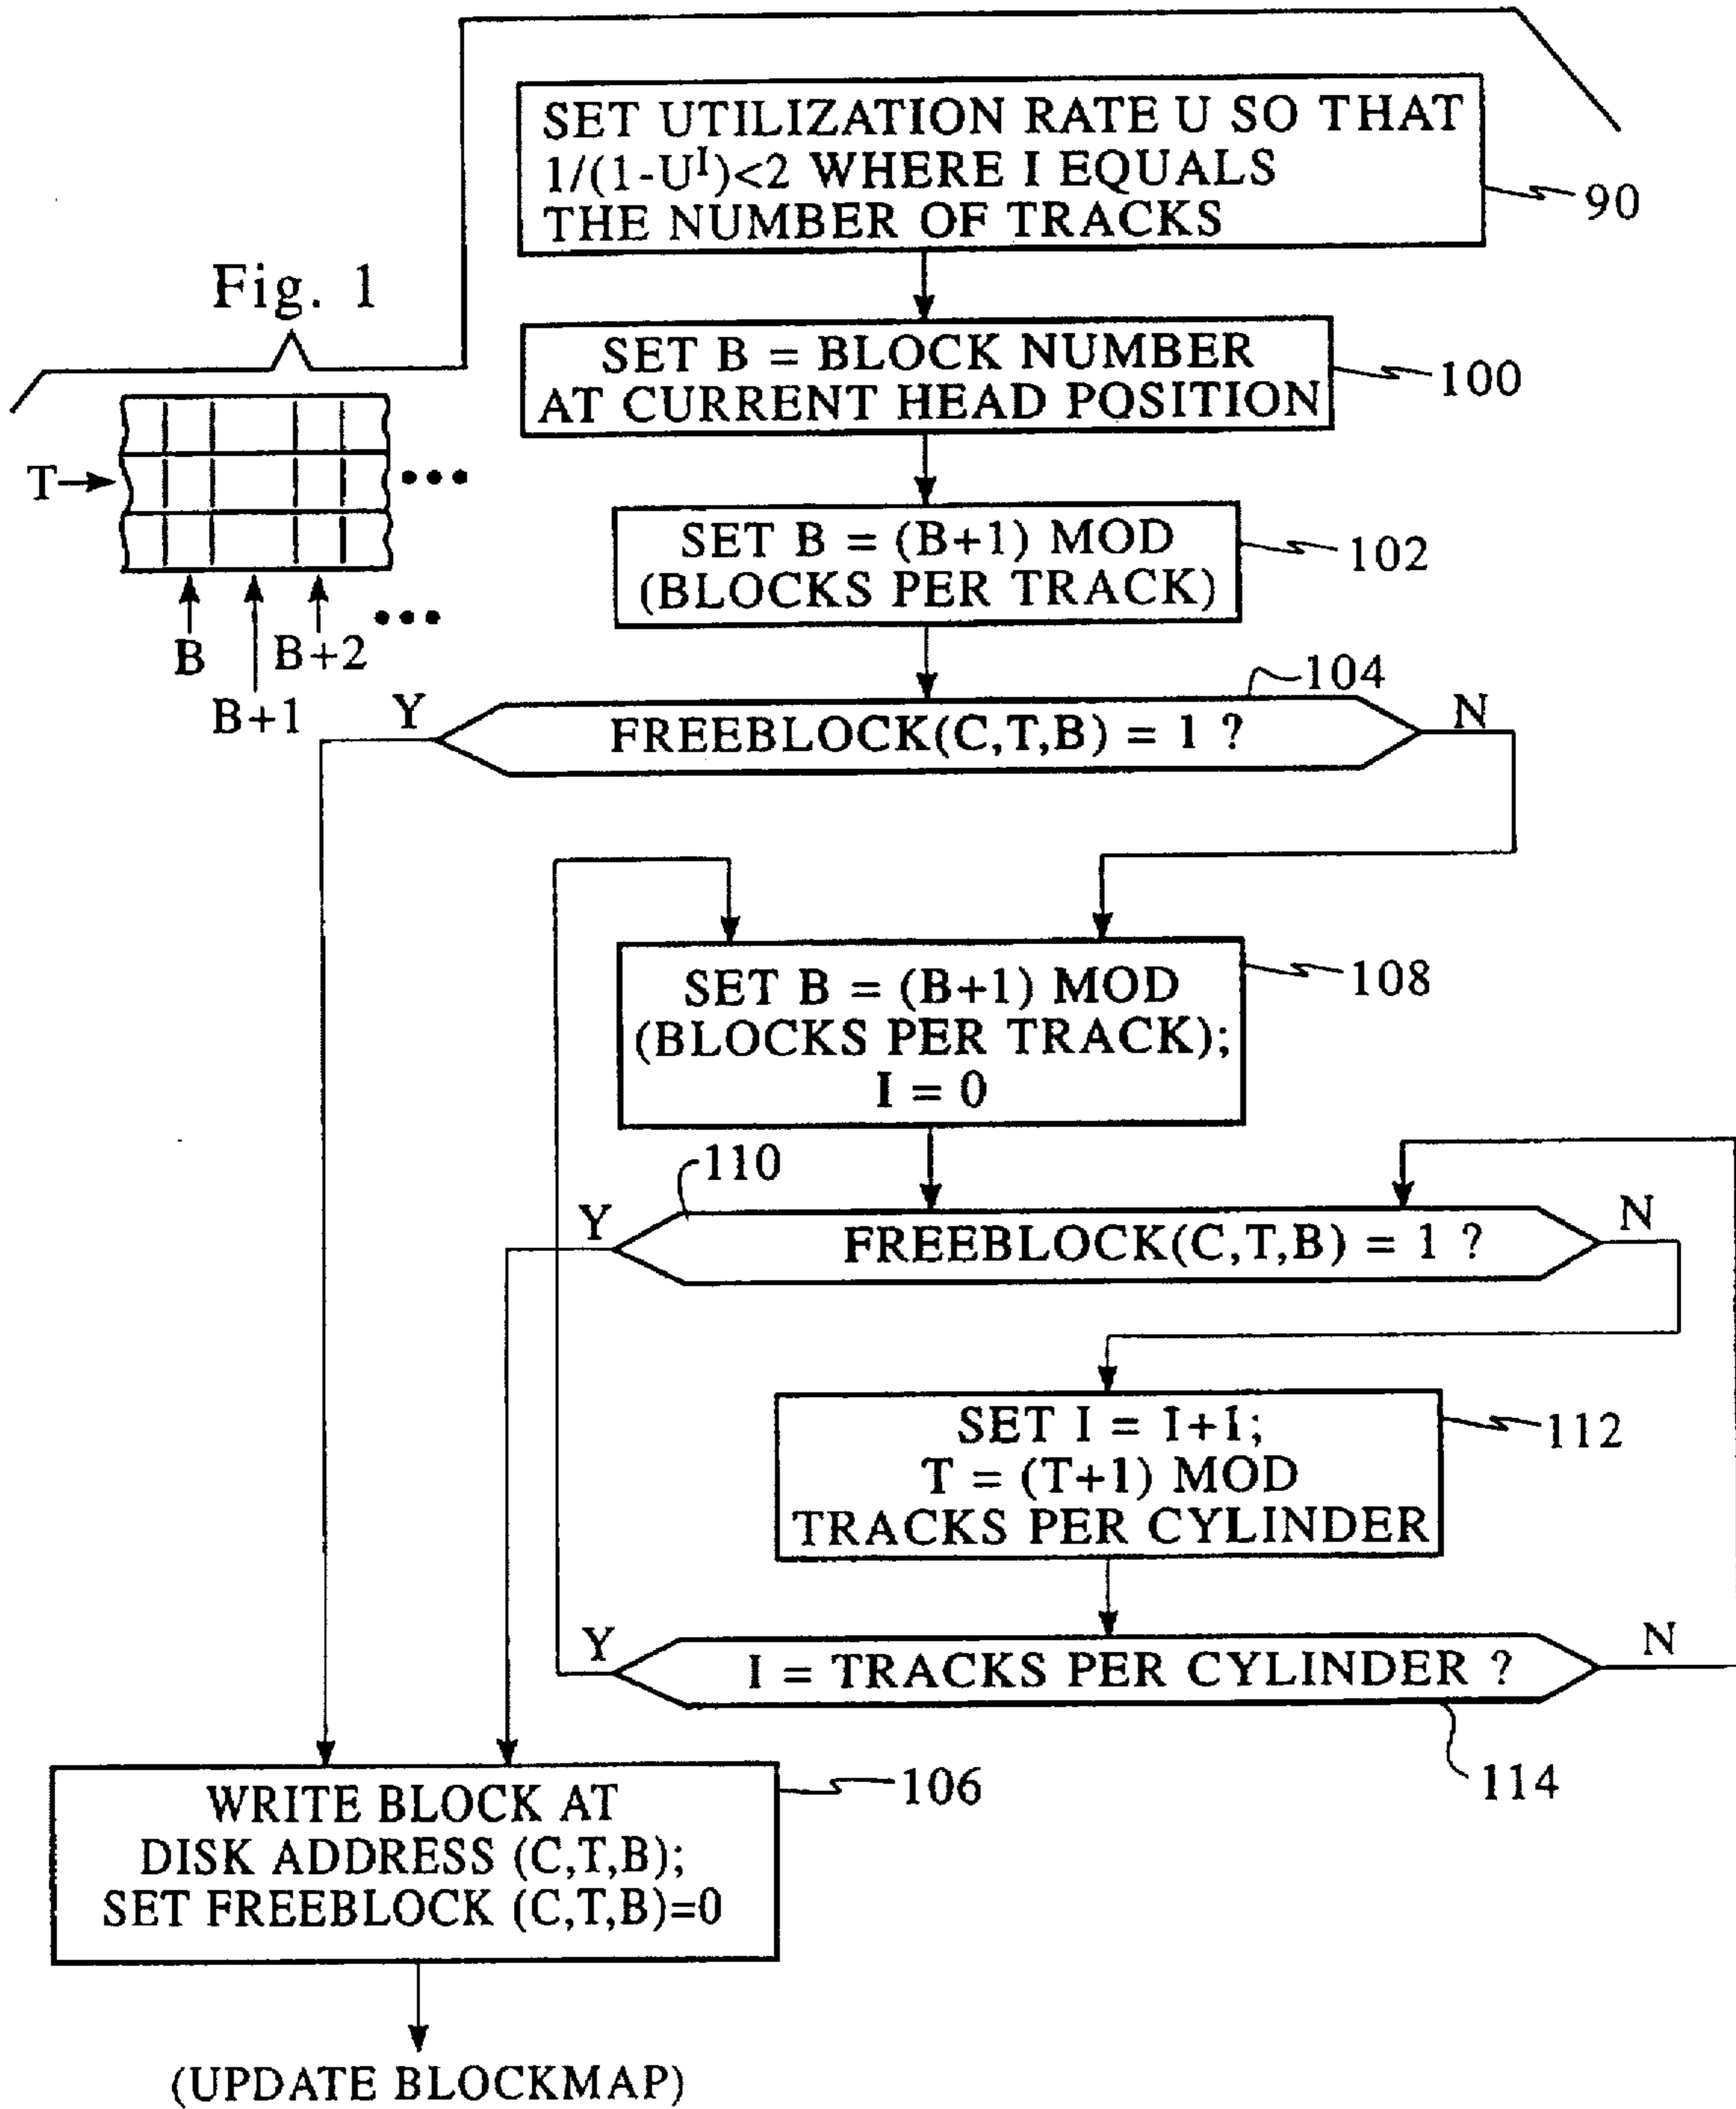 SET UTILIZATION RATE U SO THAT
1/(1-U^I)<2 WHERE I EQUALS
THE NUMBER OF TRACKS
90
Fig. 1
SET B = BLOCK NUMBER
AT CURRENT HEAD POSITION
100
T
•••
SET B = (B+1) MOD
(BLOCKS PER TRACK)
102
•••
B
B+2
B+1
104
Y
N
FREEBLOCK(C,T,B) = 1 ?
SET B = (B+1) MOD
(BLOCKS PER TRACK);
I = 0
108
110
Y
N
FREEBLOCK(C,T,B) = 1 ?
SET I = I+1;
T = (T+1) MOD
TRACKS PER CYLINDER
112
Y
N
I = TRACKS PER CYLINDER ?
114
WRITE BLOCK AT
DISK ADDRESS (C,T,B);
SET FREEBLOCK (C,T,B)=0
106
(UPDATE BLOCKMAP)